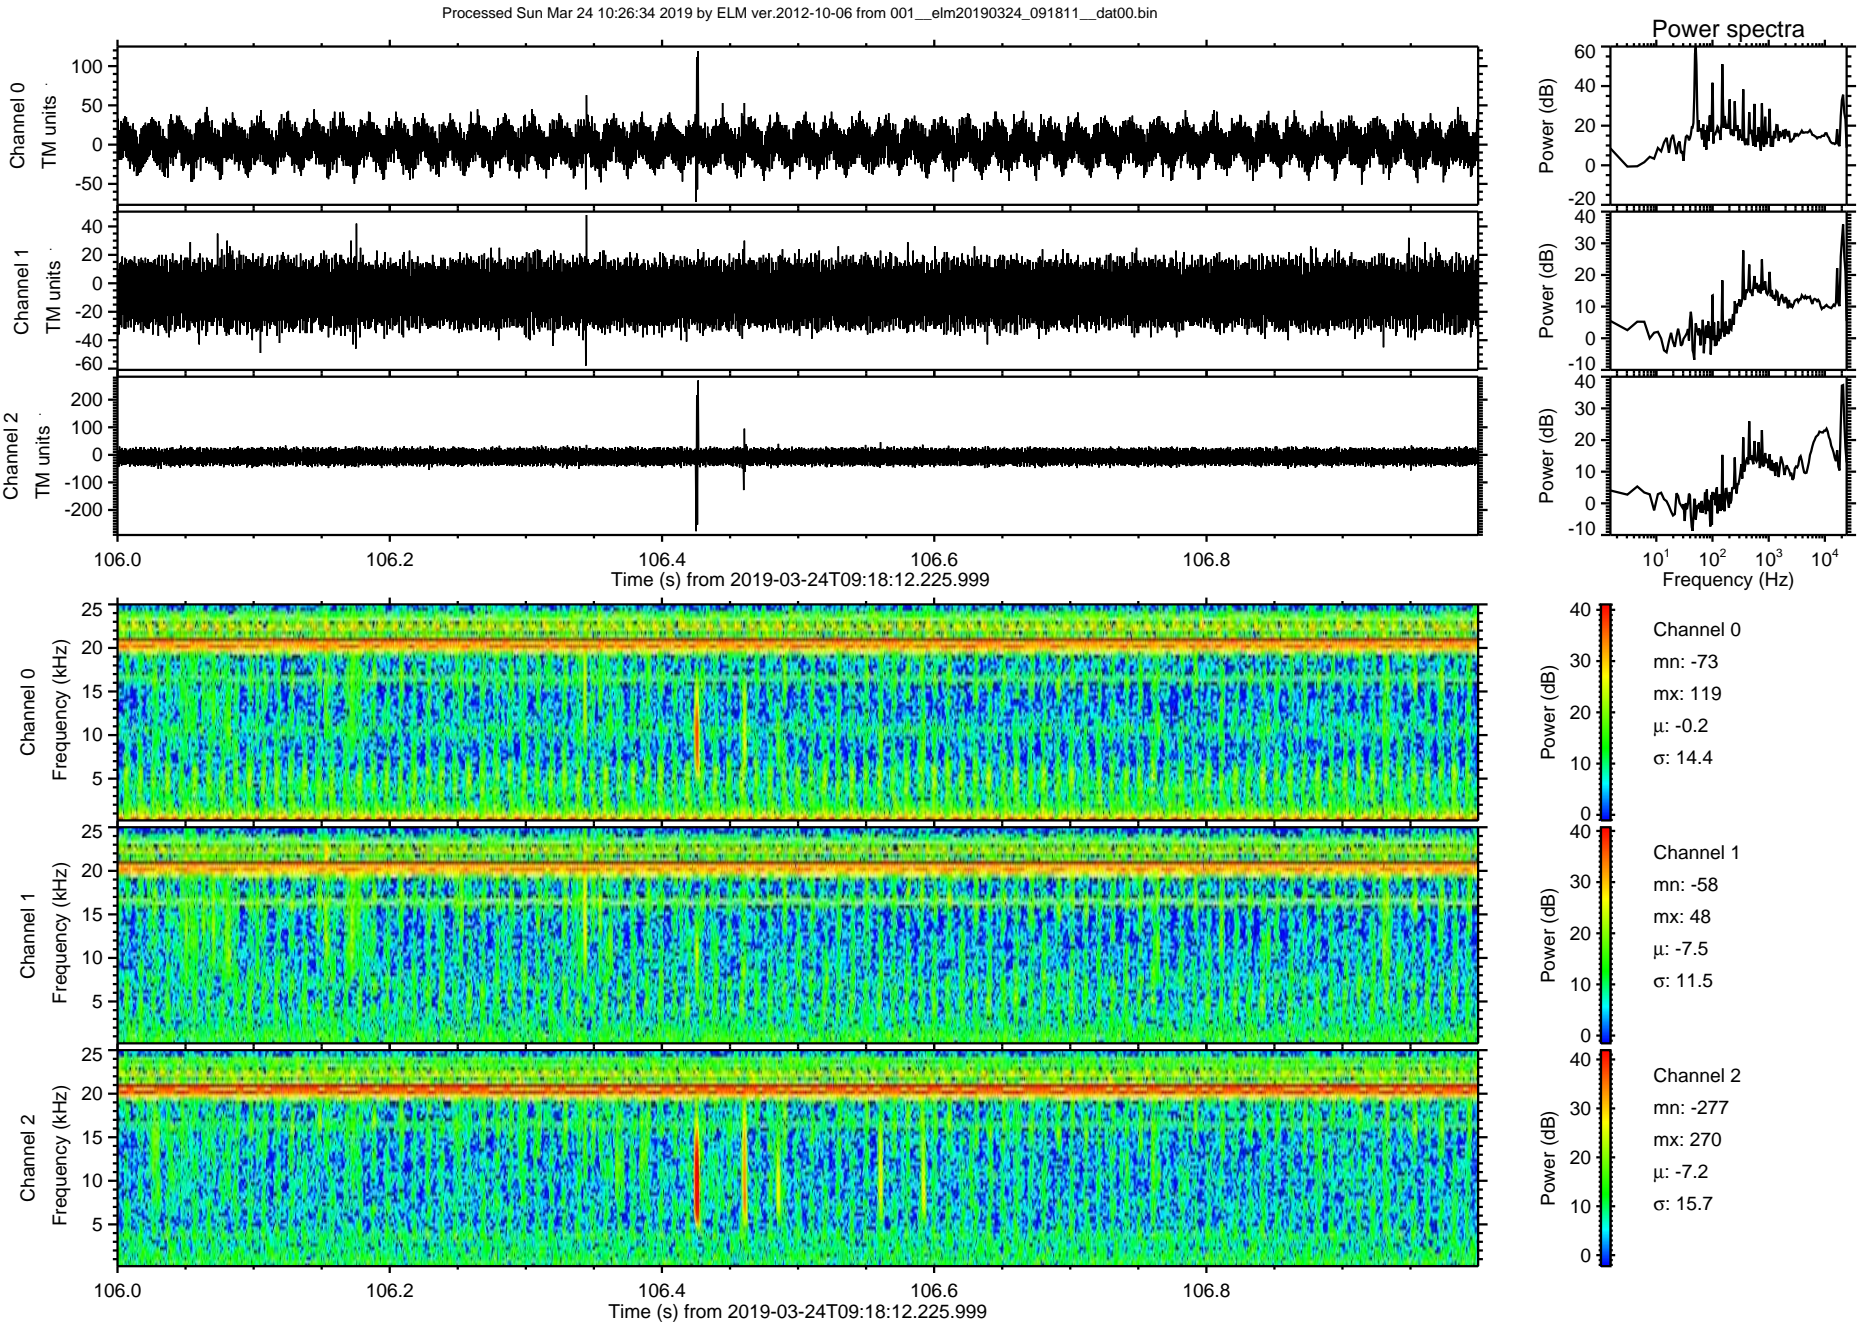 Processed Sun Mar 24 10:26:34 2019 by ELM ver.2012-10-06 from 001__elm20190324_091811__dat00.bin
Power spectra
Channel 0
TM units
100
50
0
-50
Power (dB)
60
40
20
0
-20
Channel 1
TM units
40
20
0
-20
-40
-60
Power (dB)
40
30
20
10
0
-10
Channel 2
TM units
200
100
0
-100
-200
Power (dB)
40
30
20
10
0
-10
106.0 106.2 106.4 106.6 106.8
Time (s) from 2019-03-24T09:18:12.225.999
10¹ 10² 10³ 10⁴
Frequency (Hz)
Channel 0
Frequency (kHz)
25
20
15
10
5
Power (dB)
40
30
20
10
0
Channel 0
mn: -73
mx: 119
µ: -0.2
σ: 14.4
Channel 1
Frequency (kHz)
25
20
15
10
5
Power (dB)
40
30
20
10
0
Channel 1
mn: -58
mx: 48
µ: -7.5
σ: 11.5
Channel 2
Frequency (kHz)
25
20
15
10
5
Power (dB)
40
30
20
10
0
Channel 2
mn: -277
mx: 270
µ: -7.2
σ: 15.7
106.0 106.2 106.4 106.6 106.8
Time (s) from 2019-03-24T09:18:12.225.999